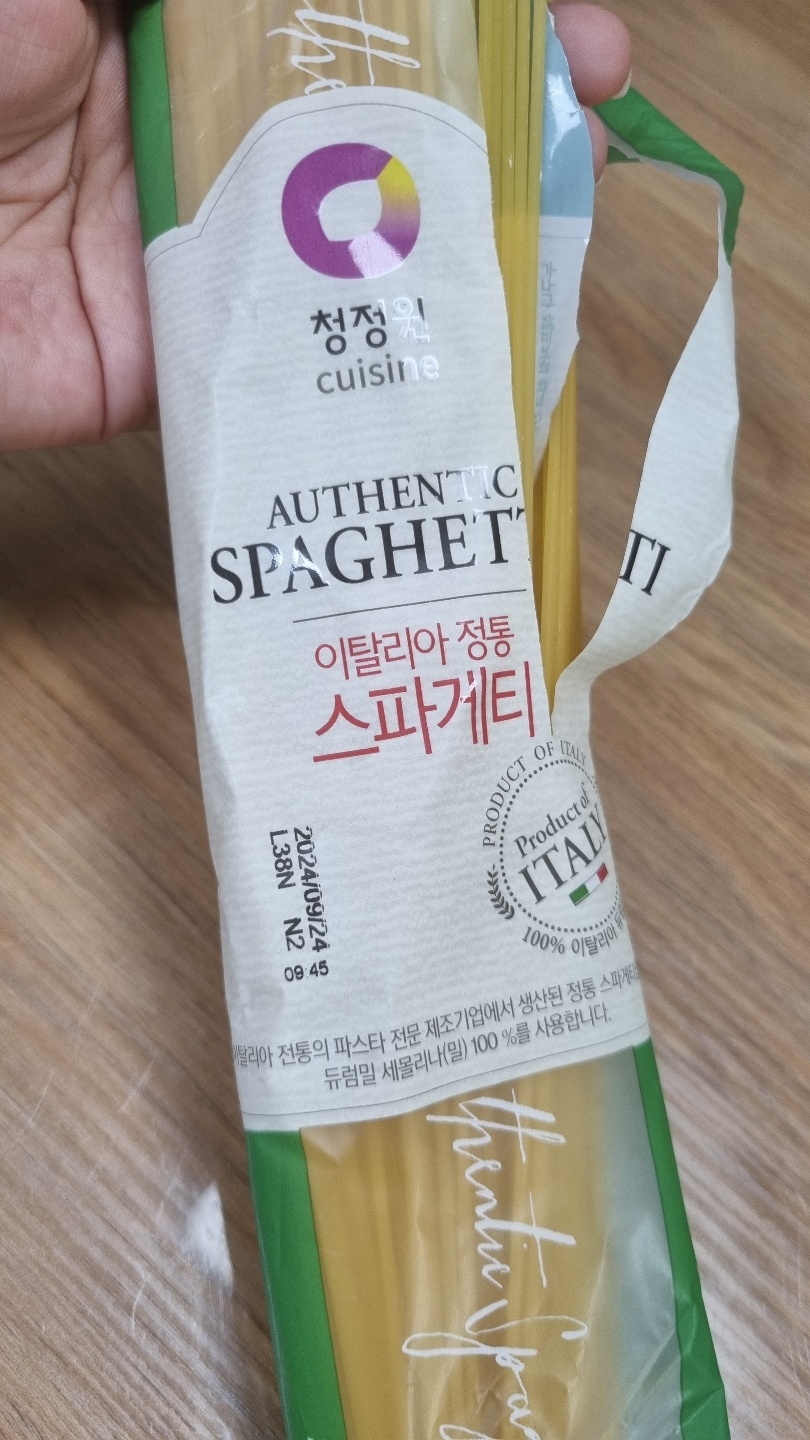 the
청정원
cuisine
AUTHENTIC
SPAGHETTI
이탈리아 정통
스파게티
PRODUCT OF ITALY
Product of
ITALY
100% 이탈리아
2024/09/24
L38N N2 09:45
이탈리아 전통의 파스타 전문 제조기업에서 생산된 정통 스파게티로
듀럼밀 세몰리나(밀) 100 %를 사용합니다.
thentic Spag